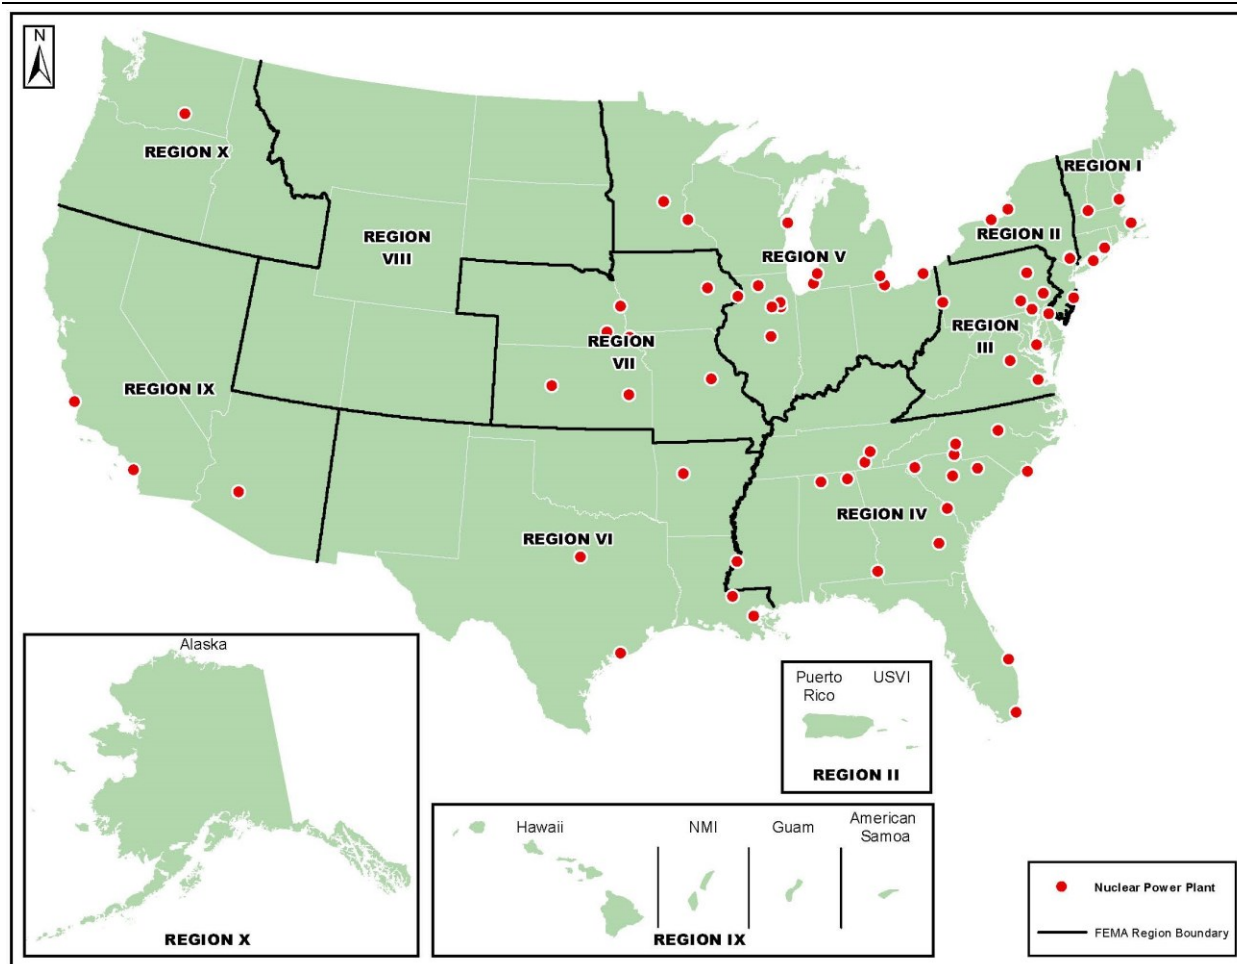 N
REGION X
REGION I
REGION II
REGION
VIII
REGION V
REGION
III
REGION
VII
REGION IX
REGION IV
REGION VI
Alaska
REGION X
Puerto
Rico
USVI
REGION II
Hawaii
NMI
Guam
American
Samoa
REGION IX
Nuclear Power Plant
FEMA Region Boundary